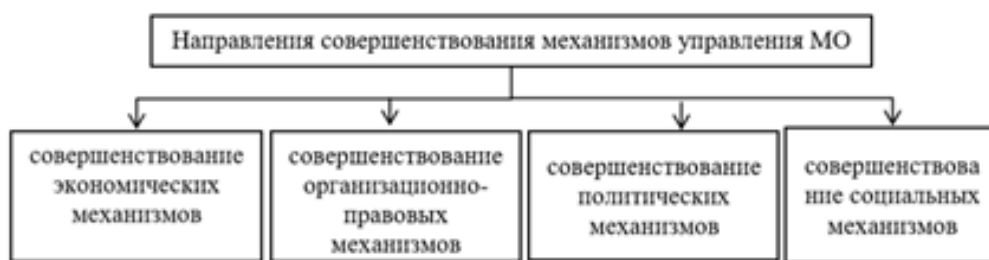 Направления совершенствования механизмов управления МО
совершенствование
экономических
механизмов
совершенствование
организационно-
правовых
механизмов
совершенствование
политических
механизмов
совершенствова
ние социальных
механизмов